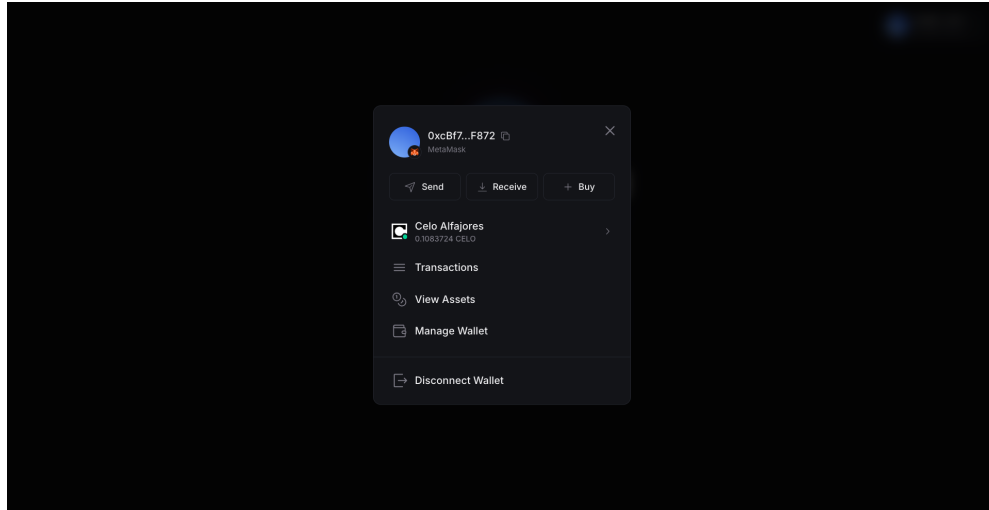 0xcBf7...F872
MetaMask
Send
Receive
Buy
Celo Alfajores
0.1083724 CELO
Transactions
View Assets
Manage Wallet
Disconnect Wallet